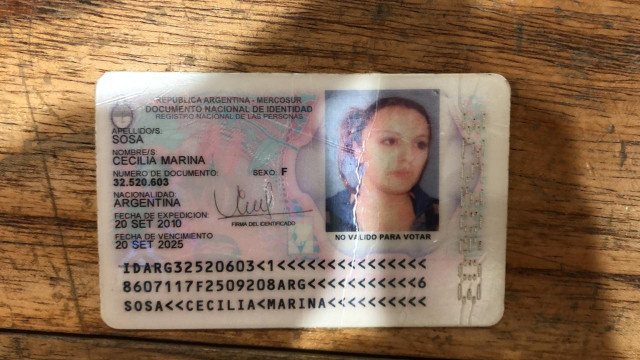 REPUBLICA ARGENTINA - MERCOSUR
DOCUMENTO NACIONAL DE IDENTIDAD
REGISTRO NACIONAL DE LAS PERSONAS
APELLIDO/S
SOSA
NOMBRE/S
CECILIA MARINA
NUMERO DE DOCUMENTO
SEXO: F
32.520.603
NACIONALIDAD
ARGENTINA
FECHA DE EXPEDICION
20 SET 2010
FIRMA DEL IDENTIFICADO
FECHA DE VENCIMIENTO
20 SET 2025
NO VALIDO PARA VOTAR
IDARG32520603<1<<<<<<<<<<<<<<<
8607117F2509208ARG<<<<<<<<<<<6
SOSA<<CECILIA<MARINA<<<<<<<<<<